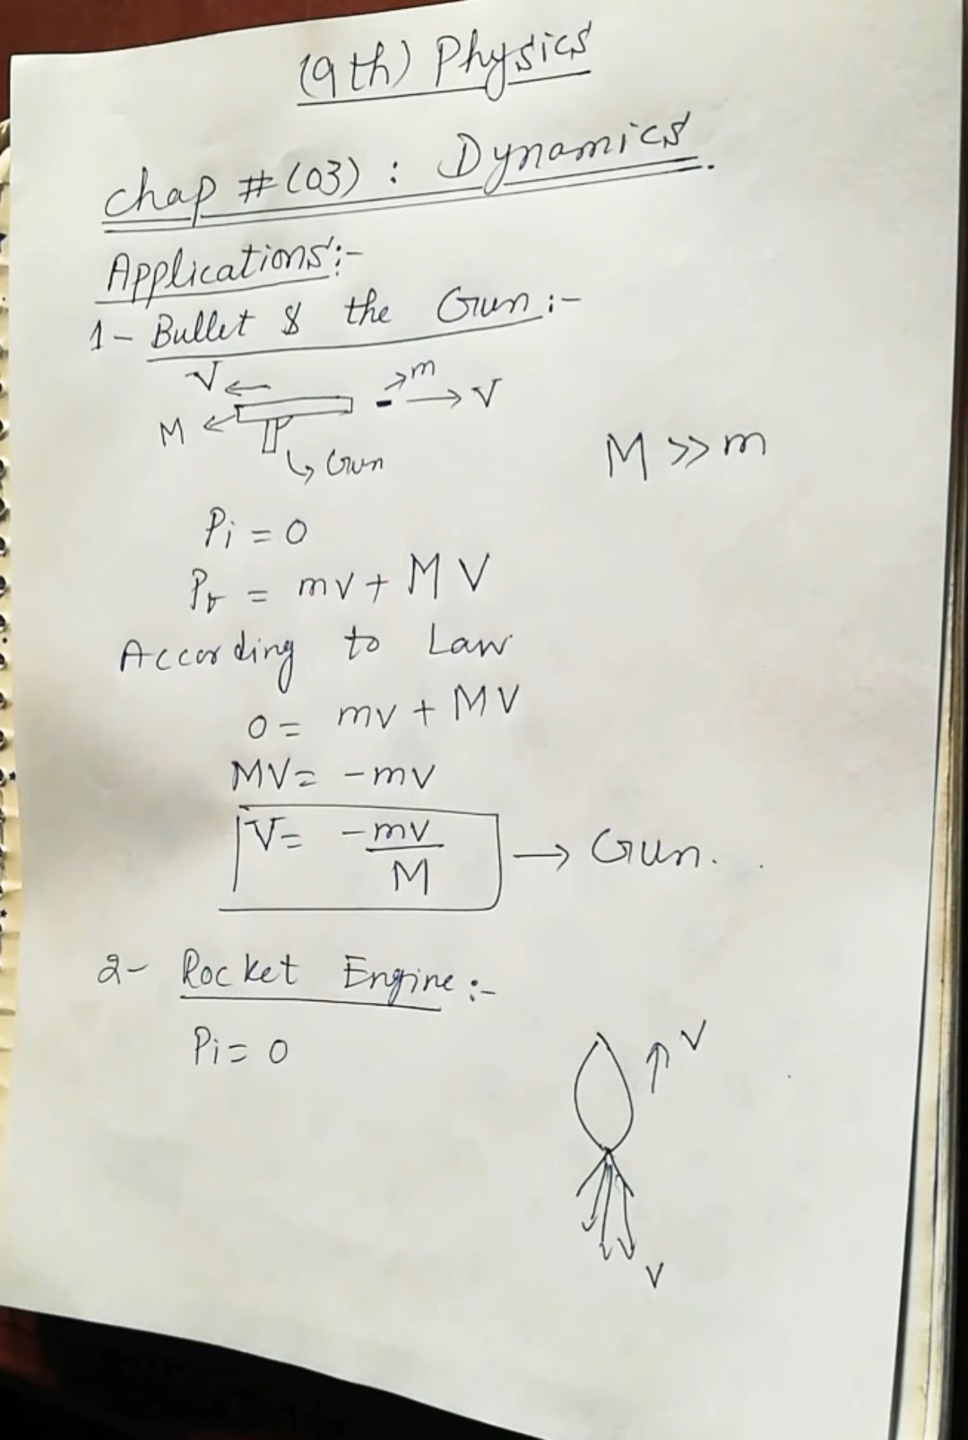 (9th) Physics
Chap #(03) : Dynamics.
Applications:-
1- Bullet & the Gun:-
V m V
M
Gun
M >> m
Pi = 0
Pf = mv + MV
According to Law
0 = mv + MV
MV = -mv
V = -mv/M → Gun.
2- Rocket Engine:-
Pi = 0
V
V